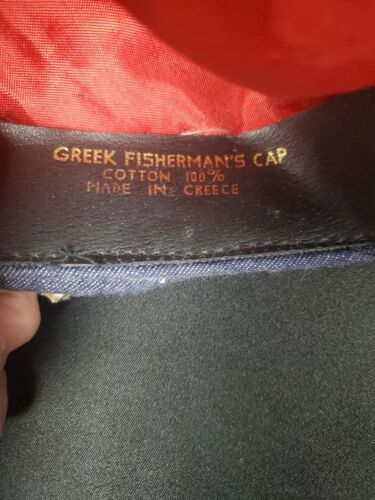 GREEK FISHERMAN'S CAP
COTTON 100%
MADE IN GREECE